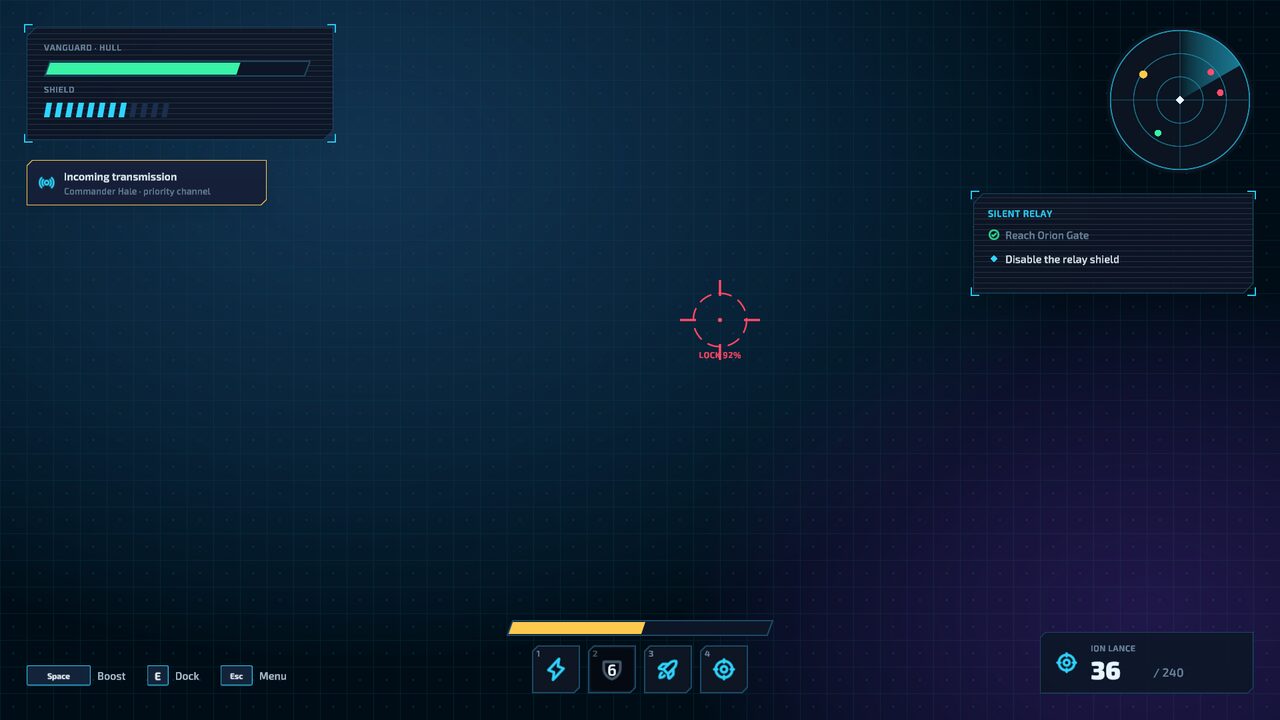 VANGUARD · HULL
SHIELD
Incoming transmission
Commander Hale · priority channel
SILENT RELAY
Reach Orion Gate
Disable the relay shield
LOCK 92%
1
2
3
4
6
Space Boost E Dock Esc Menu
ION LANCE
36 / 240